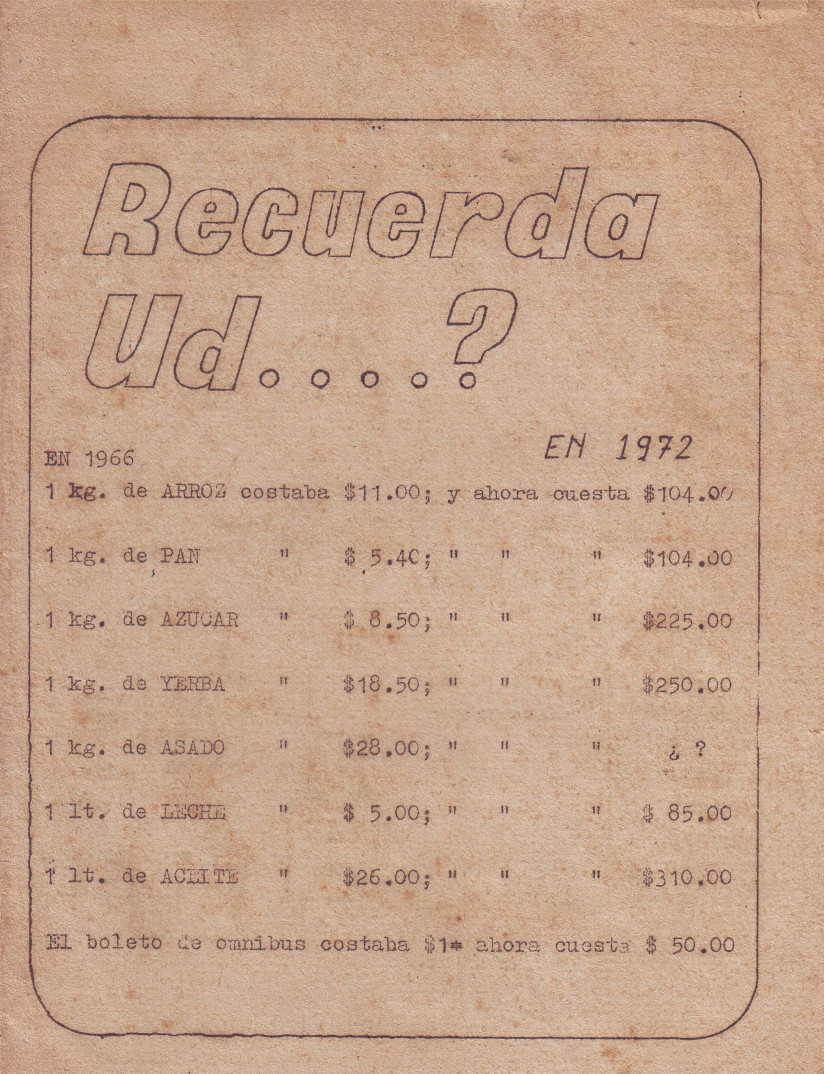 Recuerda
Ud.....?
EN 1966 EN 1972
1 kg. de ARROZ costaba $11.00; y ahora cuesta $104.00
1 kg. de PAN " $ 5.40; " " " $104.00
1 kg. de AZUCAR " $ 8.50; " " " $225.00
1 kg. de YERBA " $18.50; " " " $250.00
1 kg. de ASADO " $28.00; " " " ¿ ?
1 lt. de LECHE " $ 5.00; " " " $ 85.00
1 lt. de ACEITE " $26.00; " " " $310.00
El boleto de omnibus costaba $1* ahora cuesta $ 50.00